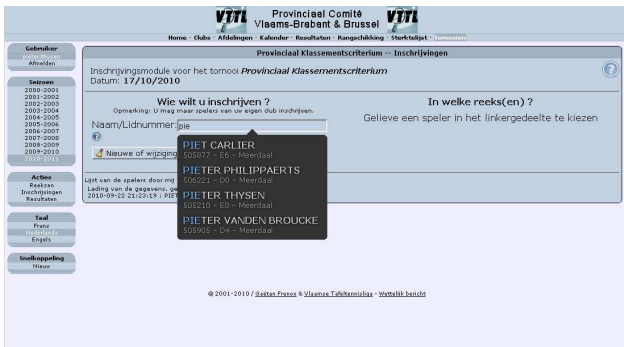 VTTL
Provinciaal Comité
Vlaams-Brabant & Brussel
VTTL
Home · Clubs · Afdelingen · Kalender · Resultaten · Rangschikking · Sterktelijst · Tornooien
Gebruiker
pieterthysen
Afmelden
Seizoen
2000-2001
2001-2002
2002-2003
2003-2004
2004-2005
2005-2006
2006-2007
2007-2008
2008-2009
2009-2010
2010-2011
Acties
Reeksen
Inschrijvingen
Resultaten
Taal
Frans
Nederlands
Engels
Snelkoppeling
Nieuw
Provinciaal Klassementscriterium -- Inschrijvingen
Inschrijvingsmodule voor het tornooi Provinciaal Klassementscriterium
Datum: 17/10/2010
Wie wilt u inschrijven ?
Opmerking: U mag maar spelers van uw eigen club inschrijven.
Naam/Lidnummer: pie
Nieuwe of wijziging
PIET CARLIER
505877 - E6 - Meerdaal
PIETER PHILIPPAERTS
506221 - D0 - Meerdaal
PIETER THYSEN
505210 - E0 - Meerdaal
PIETER VANDEN BROUCKE
505905 - D4 - Meerdaal
Lijst van de spelers door mij
Lading van de gegevens, ge
2010-09-22 21:23:19 : PIET
In welke reeks(en) ?
Gelieve een speler in het linkergedeelte te kiezen
© 2001-2010 / Gaëtan Frenoy & Vlaamse Tafeltennisliga - Wettelijk bericht